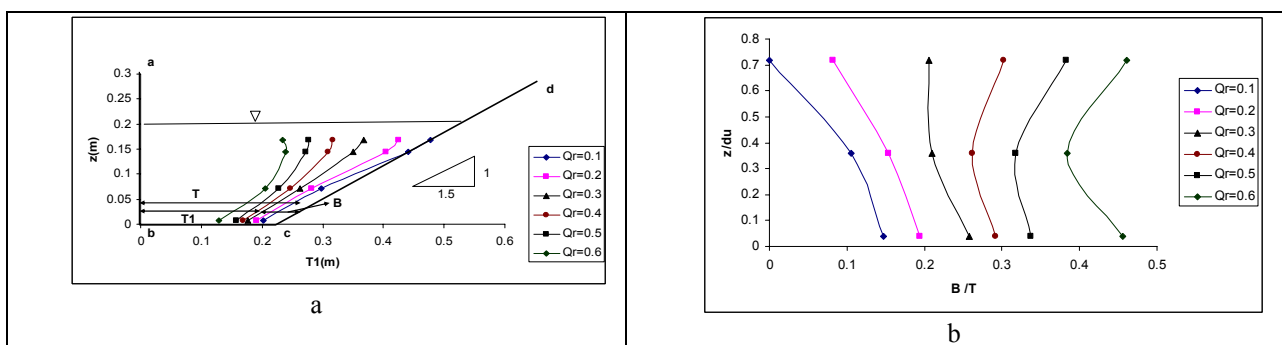 a
0.3
0.25
0.2
0.15
0.1
0.05
0
z(m)
d
1
1.5
T
T1
B
b
c
0
0.1
0.2
0.3
0.4
0.5
0.6
T1(m)
Qr=0.1
Qr=0.2
Qr=0.3
Qr=0.4
Qr=0.5
Qr=0.6
a
0.8
0.7
0.6
0.5
0.4
0.3
0.2
0.1
0
z/du
0
0.1
0.2
0.3
0.4
0.5
B /T
Qr=0.1
Qr=0.2
Qr=0.3
Qr=0.4
Qr=0.5
Qr=0.6
b